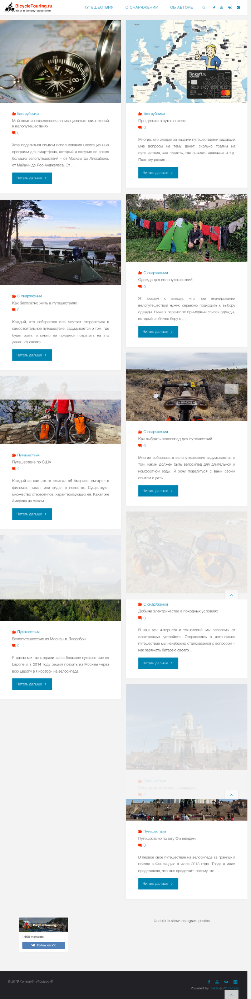 BicycleTouring.ru
блог о велопутешествиях
ПУТЕШЕСТВИЯ
О СНАРЯЖЕНИИ
ОБ АВТОРЕ
Без рубрики
Мой опыт использования навигационных приложений
в велопутешествиях
0
Хочу поделиться опытом использования навигационных
программ для смартфона, который я получил во время
больших велопутешествий – от Москвы до Лиссабона,
от Майами до Лос-Анджелеса, От …
Читать дальше
Tinkoff.ru
PLATINUM
world
Без рубрики
Про деньги в путешествии
0
Многие, кто следил за нашими путешествиями задавали
мне вопросы на тему денег: сколько тратим на
путешествия, как платить, где снимать наличные и т.д.
Поэтому решил …
Читать дальше
О снаряжении
Как бесплатно жить в путешествиях
0
Каждый, кто собирается или мечтает отправиться в
самостоятельное путешествие, задумывается о том, где
будет жить, и много ли придется потратить на это
денег. Из своего …
Читать дальше
О снаряжении
Одежда для велопутешествий
0
Я пришел к выводу, что при планировании
велопутешествий нужно серьезно подходить к выбору
одежды. Ниже я перечислю примерный список одежды,
который я обычно беру с …
Читать дальше
Путешествия
Путешествие по США
2
Каждый из нас что-то слышал об Америке, смотрел в
фильмах, читал, или видел в новостях. Существуют
множество стереотипов, характеризующих её. Какая же
Америка на самом …
Читать дальше
BROOKS
О снаряжении
Как выбрать велосипед для путешествий
0
Многие собираясь в велопутешествие задумываются о
том, каким должен быть велосипед для длительной и
комфортной езды. Я хочу поделиться с вами своим
опытом и дать …
Читать дальше
Путешествия
Велопутешествие из Москвы в Лиссабон
0
Я давно мечтал отправиться в большое путешествие по
Европе и в 2014 году решил поехать из Москвы через
всю Европу в Лиссабон на велосипеде.
Читать дальше
О снаряжении
Добыча электричества в походных условиях
0
В наш век интернета и технологий, мы зависимы от
электронных устройств. Отправляясь в автономное
путешествие мы неизбежно сталкиваемся с вопросом –
как заряжать батарею своего …
Читать дальше
Путешествия
Путешествие по югу Финляндии
0
Путешествия
Путешествие по югу Финляндии
0
В первое свое путешествие на велосипеде за границу я
поехал в Финляндию в июле 2013 года. Тогда я мало
представлял, что мне предстоит, потому что …
Читать дальше
BicycleTouring.ru ...
1,608 members
Follow on VK
Unable to show Instagram photos
© 2019 Konstantin Protasov ©
Powered by Fluida & WordPress.